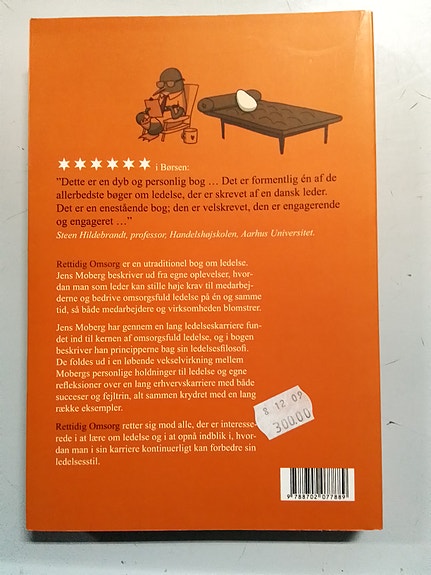 i Børsen:
”Dette er en dyb og personlig bog ... Det er formentlig én af de
allerbedste bøger om ledelse, der er skrevet af en dansk leder.
Det er en enestående bog; den er velskrevet, den er engagerende
og engageret ...”
Steen Hildebrandt, professor, Handelshøjskolen, Aarhus Universitet.
Rettidig Omsorg er en utraditionel bog om ledelse.
Jens Moberg beskriver ud fra egne oplevelser, hvor-
dan man som leder kan stille høje krav til medarbej-
derne og bedrive omsorgsfuld ledelse på én og samme
tid, så både medarbejdere og virksomheden blomstrer.
Jens Moberg har gennem en lang ledelseskarriere fun-
det ind til kernen af omsorgsfuld ledelse, og i bogen
beskriver han principperne bag sin ledelsesfilosofi.
De foldes ud i en løbende vekselvirkning mellem
Mobergs personlige holdninger til ledelse og egne
refleksioner over en lang erhvervskarriere med både
succeser og fejltrin, alt sammen krydret med en lang
række eksempler.
8 12 09
300.00
Rettidig Omsorg retter sig mod alle, der er interesse-
rede i at lære om ledelse og i at opnå indblik i, hvor-
dan man i sin karriere kontinuerligt kan forbedre sin
ledelsesstil.
9 788702 077889